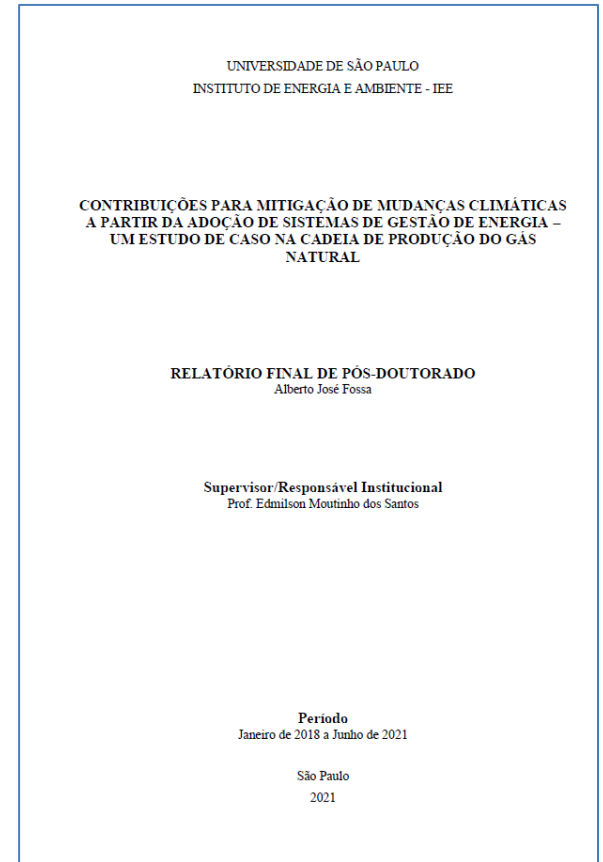 UNIVERSIDADE DE SÃO PAULO
INSTITUTO DE ENERGIA E AMBIENTE - IEE
CONTRIBUIÇÕES PARA MITIGAÇÃO DE MUDANÇAS CLIMÁTICAS
A PARTIR DA ADOÇÃO DE SISTEMAS DE GESTÃO DE ENERGIA –
UM ESTUDO DE CASO NA CADEIA DE PRODUÇÃO DO GÁS
NATURAL
RELATÓRIO FINAL DE PÓS-DOUTORADO
Alberto José Fossa
Supervisor/Responsável Institucional
Prof. Edmilson Moutinho dos Santos
Período
Janeiro de 2018 a Junho de 2021
São Paulo
2021